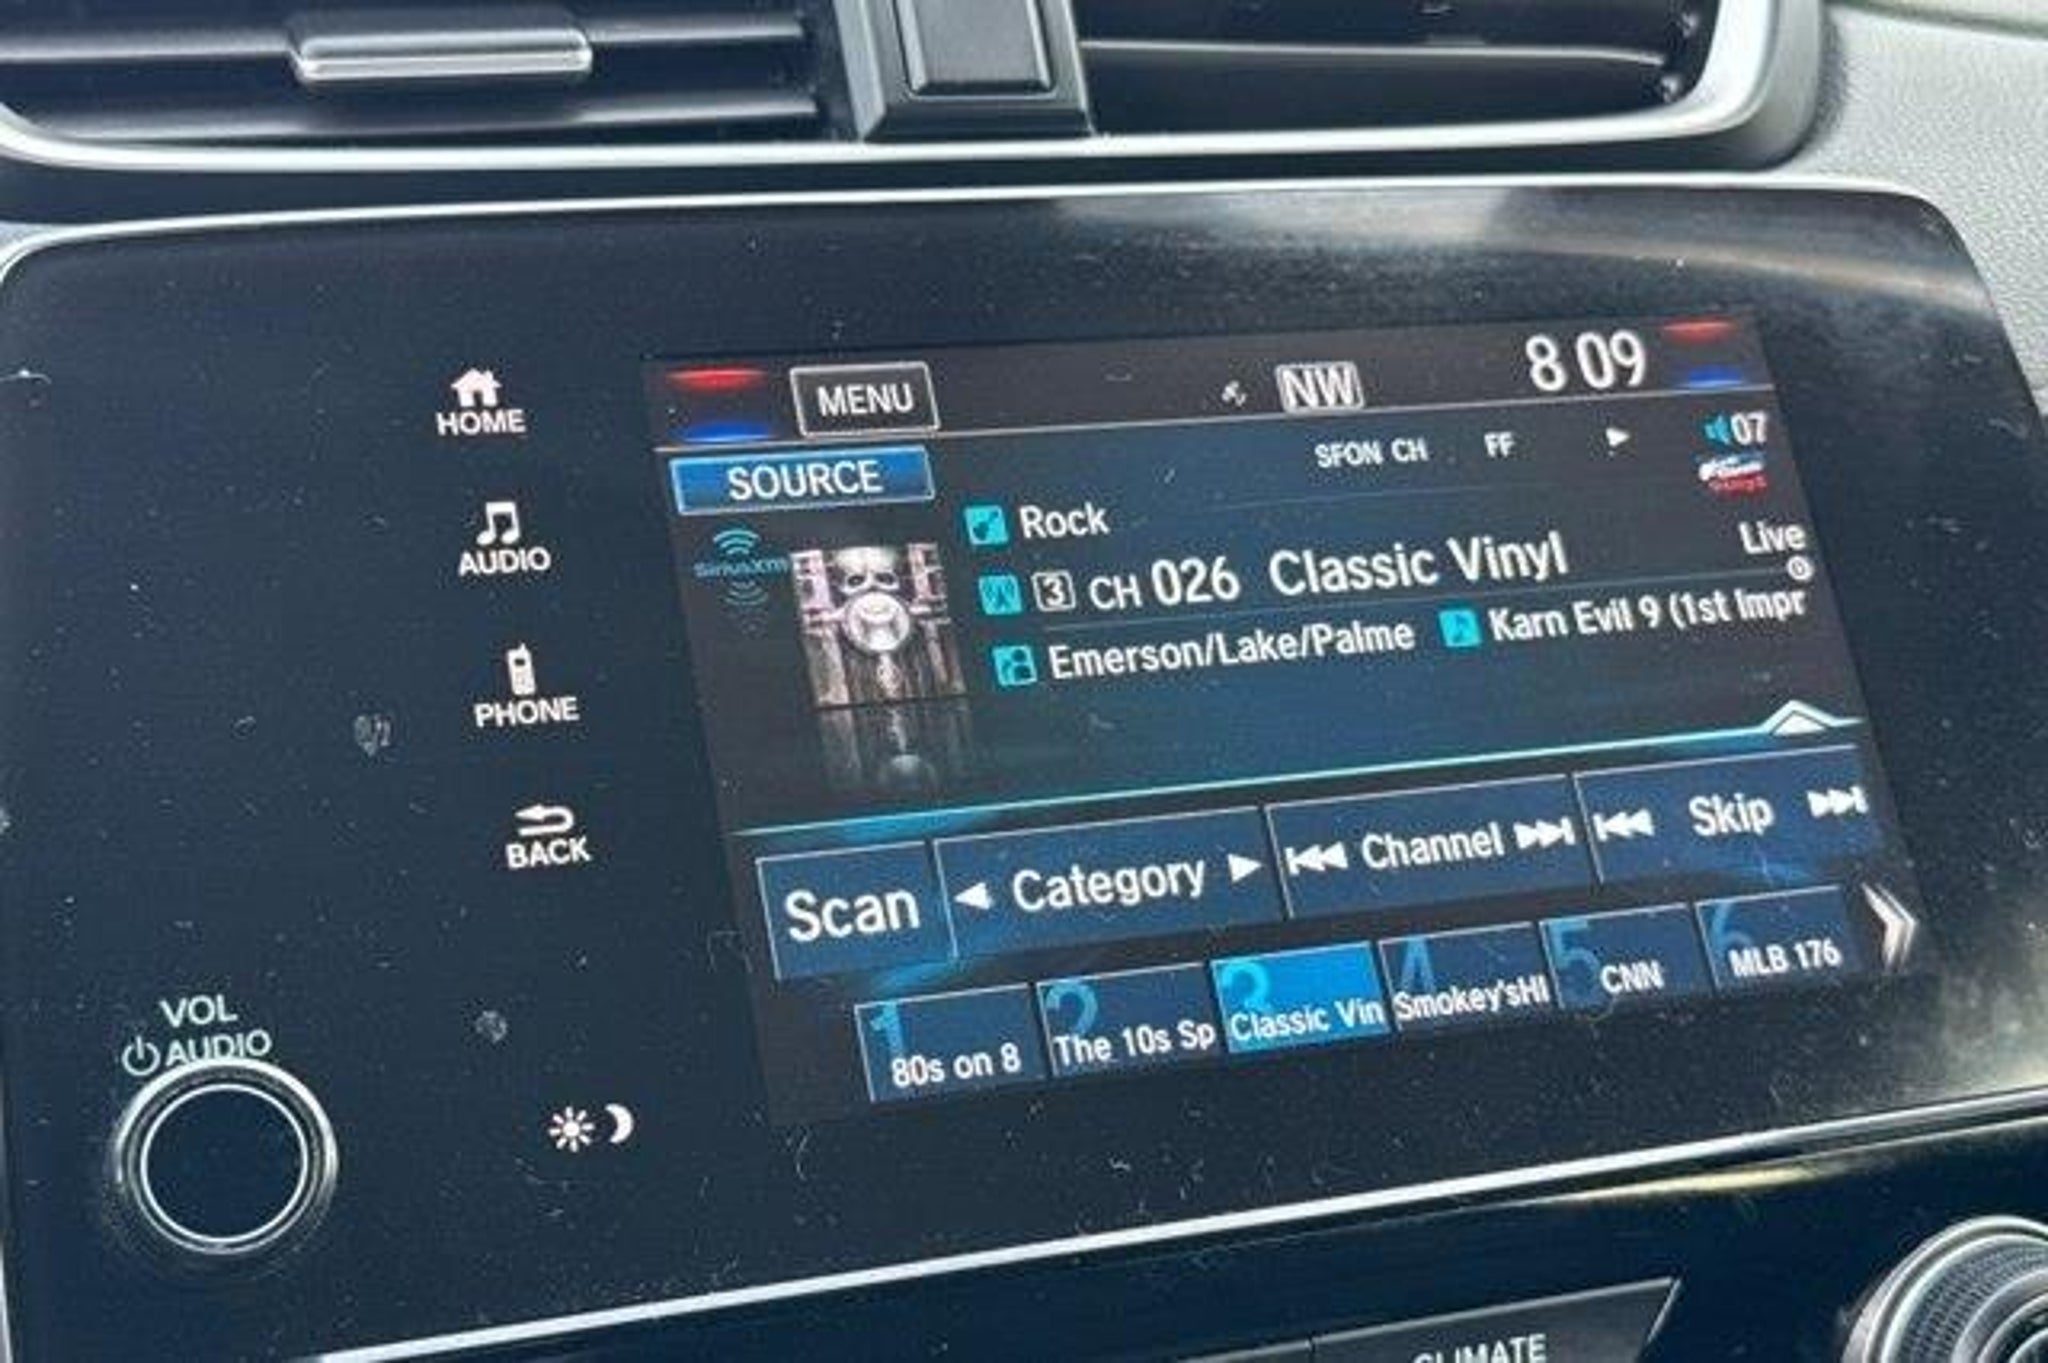 HOME
AUDIO
PHONE
BACK
VOL
AUDIO
MENU
NW
8 09
SOURCE
SFON CH FF
07
siriusxm
Rock
Live
3 CH 026 Classic Vinyl
Emerson/Lake/Palme Karn Evil 9 (1st Impr
Scan Category Channel Skip
1 80s on 8
2 The 10s Sp
3 Classic Vin
4 Smokey'sHI
5 CNN
6 MLB 176
CLIMATE